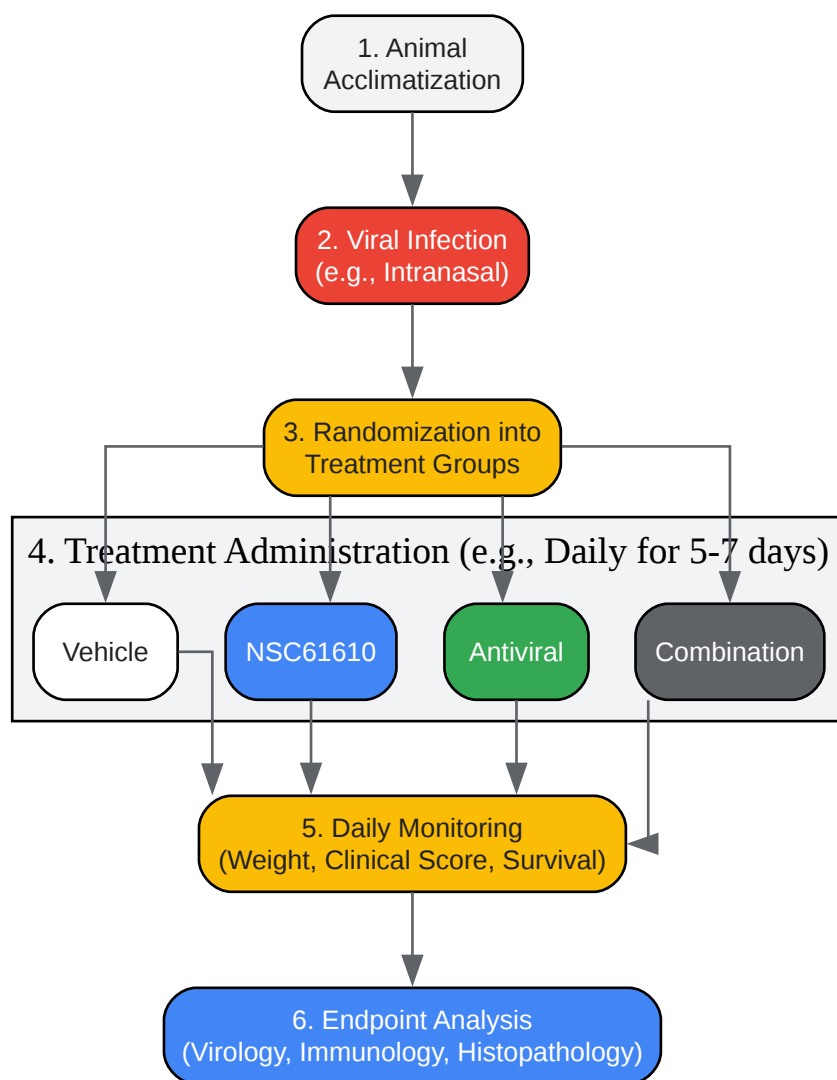 1. Animal
Acclimatization
2. Viral Infection
(e.g., Intranasal)
3. Randomization into
Treatment Groups
4. Treatment Administration (e.g., Daily for 5-7 days)
Vehicle
NSC61610
Antiviral
Combination
5. Daily Monitoring
(Weight, Clinical Score, Survival)
6. Endpoint Analysis
(Virology, Immunology, Histopathology)